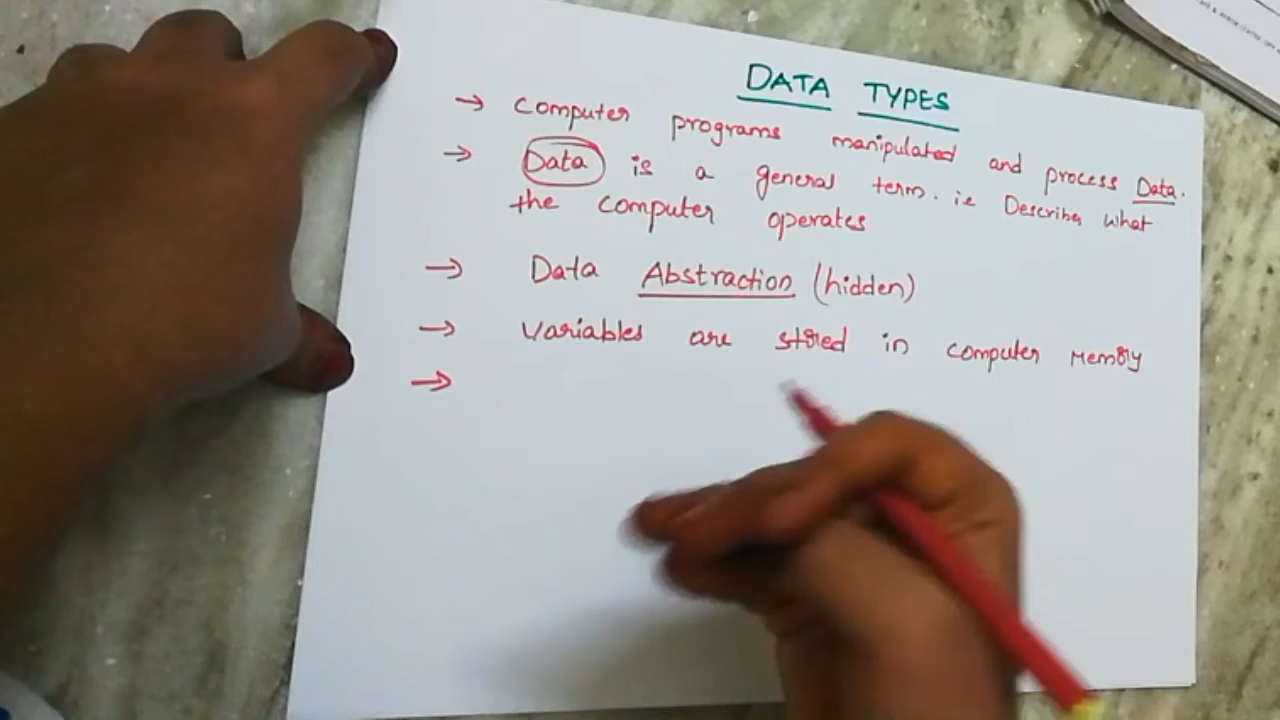 DATA TYPES
→ Computer programs manipulated and process Data.
→ Data is a general term. ie Describes what
the computer operates
→ Data Abstraction (hidden)
→ Variables are stored in computer Memory
→